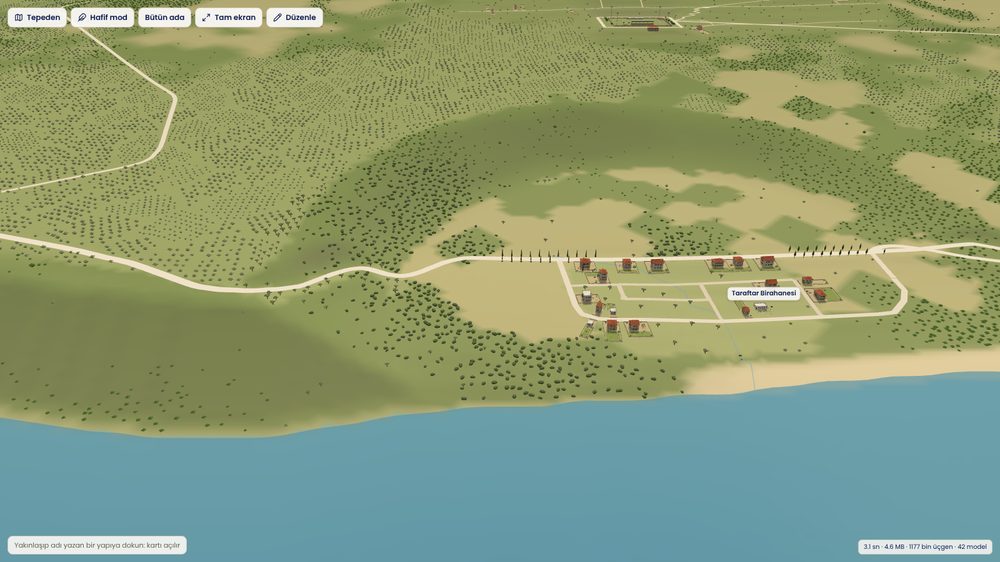 Tepeden
Hafif mod
Bütün ada
Tam ekran
Düzenle
Taraftar Birahanesi
Yakınlaşıp adı yazan bir yapıya dokun: kartı açılır
3.1 sn · 4.6 MB · 1177 bin üçgen · 42 model